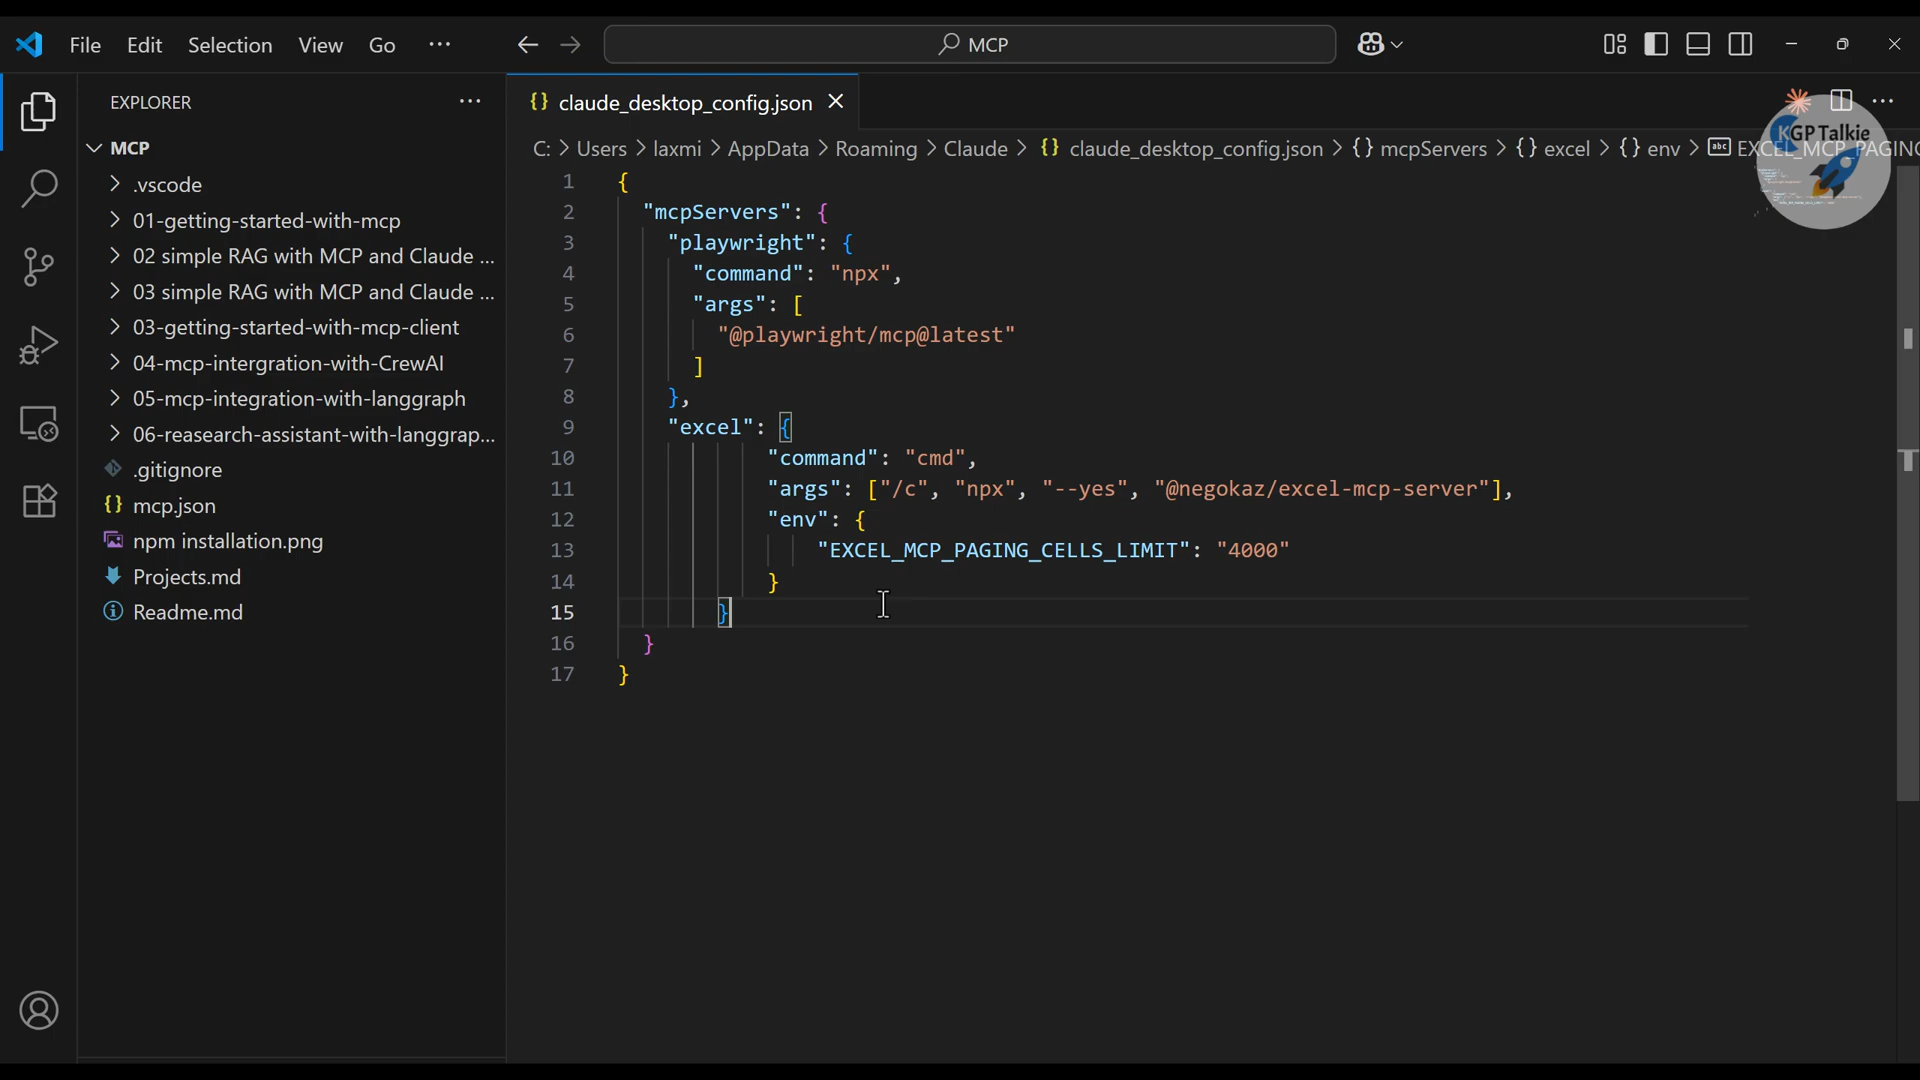 File Edit Selection View Go ···
MCP
EXPLORER ···
MCP
.vscode
01-getting-started-with-mcp
02 simple RAG with MCP and Claude ...
03 simple RAG with MCP and Claude ...
03-getting-started-with-mcp-client
04-mcp-intergration-with-CrewAI
05-mcp-integration-with-langgraph
06-reasearch-assistant-with-langgrap...
.gitignore
{} mcp.json
npm installation.png
Projects.md
Readme.md
{} claude_desktop_config.json
KGP Talkie
C: > Users > laxmi > AppData > Roaming > Claude > {} claude_desktop_config.json > {} mcpServers > {} excel > {} env > abc EXCEL_MCP_PAGING
1 {
2 "mcpServers": {
3 "playwright": {
4 "command": "npx",
5 "args": [
6 "@playwright/mcp@latest"
7 ]
8 },
9 "excel": {
10 "command": "cmd",
11 "args": ["/c", "npx", "--yes", "@negokaz/excel-mcp-server"],
12 "env": {
13 "EXCEL_MCP_PAGING_CELLS_LIMIT": "4000"
14 }
15 }
16 }
17 }